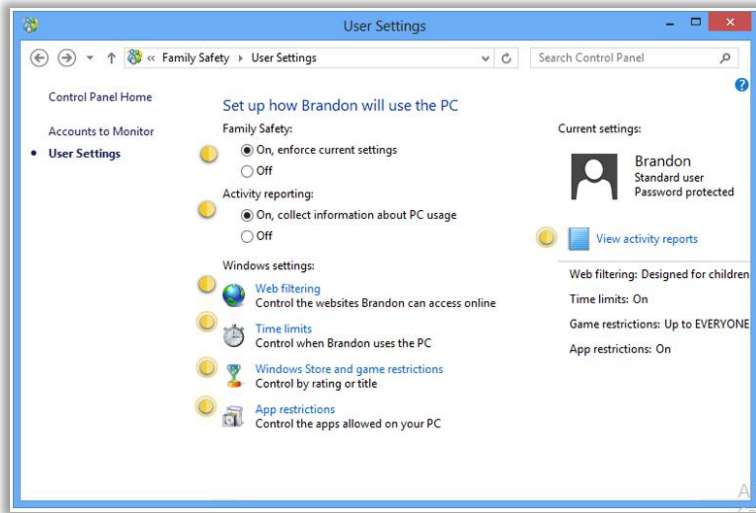 User Settings
« Family Safety › User Settings
Search Control Panel
Control Panel Home
Accounts to Monitor
User Settings
Set up how Brandon will use the PC
Family Safety:
On, enforce current settings
Off
Activity reporting:
On, collect information about PC usage
Off
Windows settings:
Web filtering
Control the websites Brandon can access online
Time limits
Control when Brandon uses the PC
Windows Store and game restrictions
Control by rating or title
App restrictions
Control the apps allowed on your PC
Current settings:
Brandon
Standard user
Password protected
View activity reports
Web filtering: Designed for children
Time limits: On
Game restrictions: Up to EVERYONE
App restrictions: On